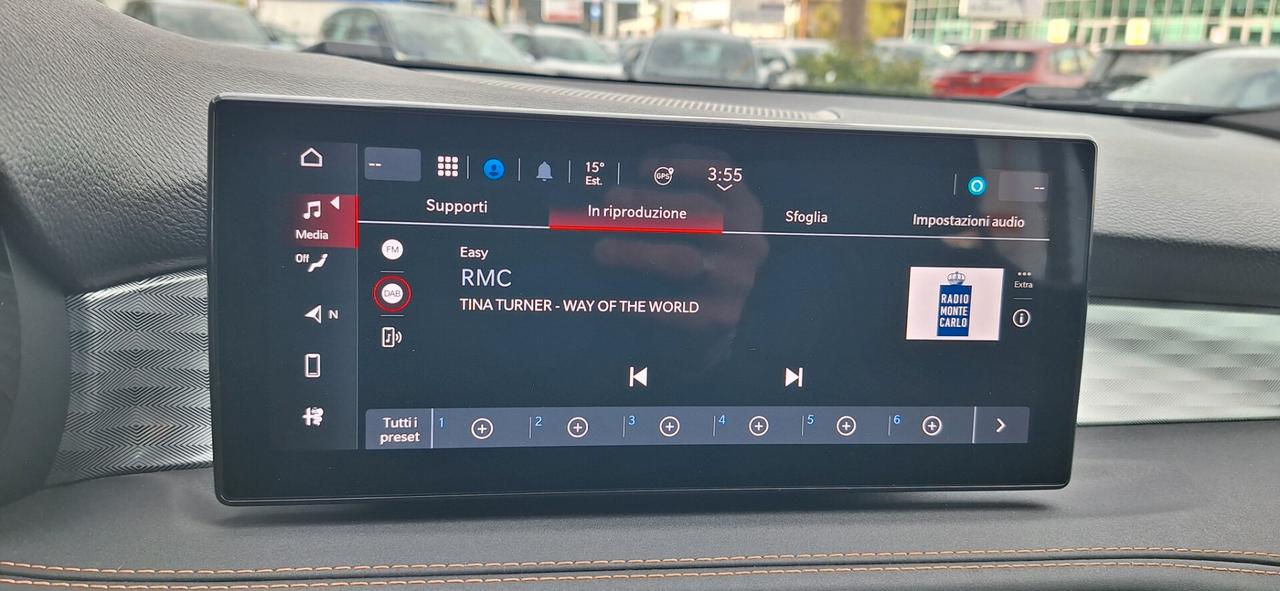 --
15°
Est.
GPS
3:55
--
Supporti
In riproduzione
Sfoglia
Impostazioni audio
Media
Off
N
FM
DAB
Easy
RMC
TINA TURNER - WAY OF THE WORLD
RADIO
MONTE
CARLO
Extra
Tutti i
preset
1
2
3
4
5
6